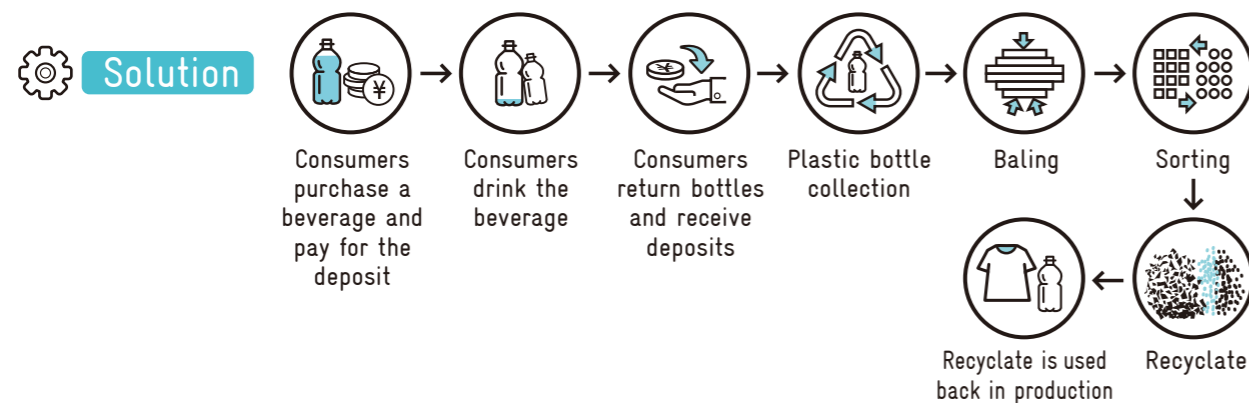 Solution
¥
¥
Consumers
purchase a
beverage and
pay for the
deposit
Consumers
drink the
beverage
Consumers
return bottles
and receive
deposits
Plastic bottle
collection
Baling
Sorting
Recyclate is used
back in production
Recyclate